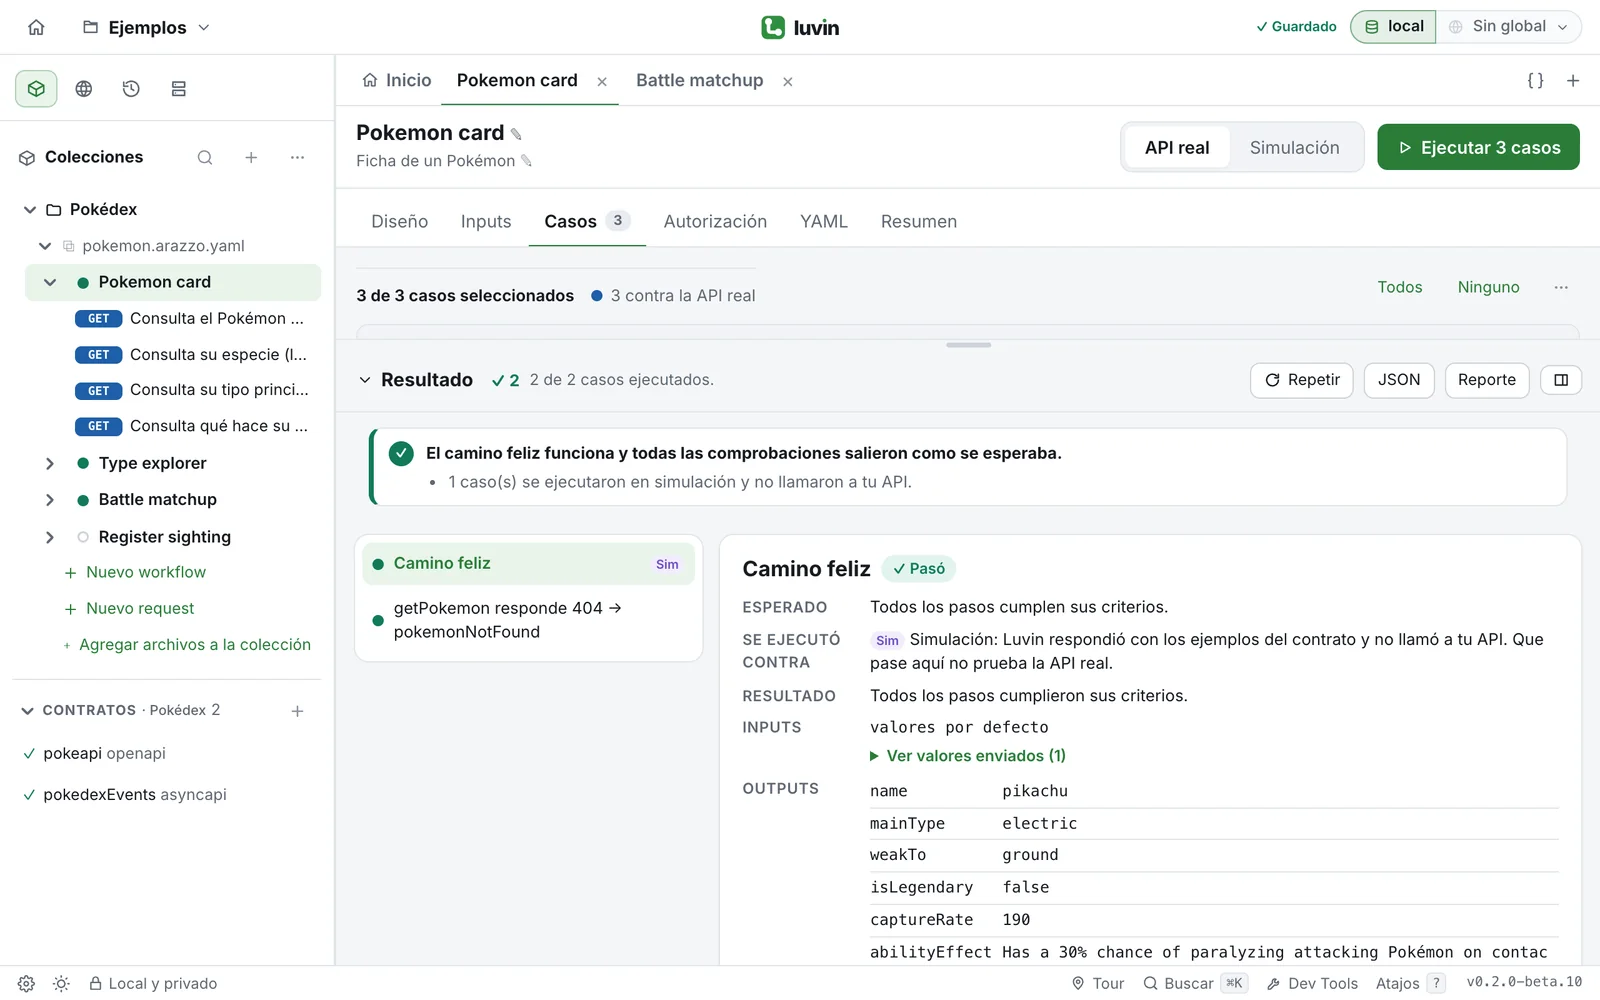 Ejemplos
luvin
Guardado
local
Sin global
Inicio
Pokemon card
Battle matchup
{ }
Colecciones
Pokédex
pokemon.arazzo.yaml
Pokemon card
GET Consulta el Pokémon ...
GET Consulta su especie (l...
GET Consulta su tipo princi...
GET Consulta qué hace su ...
Type explorer
Battle matchup
Register sighting
+ Nuevo workflow
+ Nuevo request
+ Agregar archivos a la colección
CONTRATOS · Pokédex 2
pokeapi openapi
pokedexEvents asyncapi
Pokemon card
Ficha de un Pokémon
API real
Simulación
Ejecutar 3 casos
Diseño
Inputs
Casos 3
Autorización
YAML
Resumen
3 de 3 casos seleccionados
3 contra la API real
Todos
Ninguno
Resultado
2
2 de 2 casos ejecutados.
Repetir
JSON
Reporte
El camino feliz funciona y todas las comprobaciones salieron como se esperaba.
• 1 caso(s) se ejecutaron en simulación y no llamaron a tu API.
Camino feliz Sim
getPokemon responde 404 →
pokemonNotFound
Camino feliz
Pasó
ESPERADO Todos los pasos cumplen sus criterios.
SE EJECUTÓ CONTRA Sim Simulación: Luvin respondió con los ejemplos del contrato y no llamó a tu API. Que
pase aquí no prueba la API real.
RESULTADO Todos los pasos cumplieron sus criterios.
INPUTS valores por defecto
Ver valores enviados (1)
OUTPUTS name pikachu
mainType electric
weakTo ground
isLegendary false
captureRate 190
abilityEffect Has a 30% chance of paralyzing attacking Pokémon on contac
Local y privado
Tour
Buscar ⌘K
Dev Tools
Atajos ?
v0.2.0-beta.10